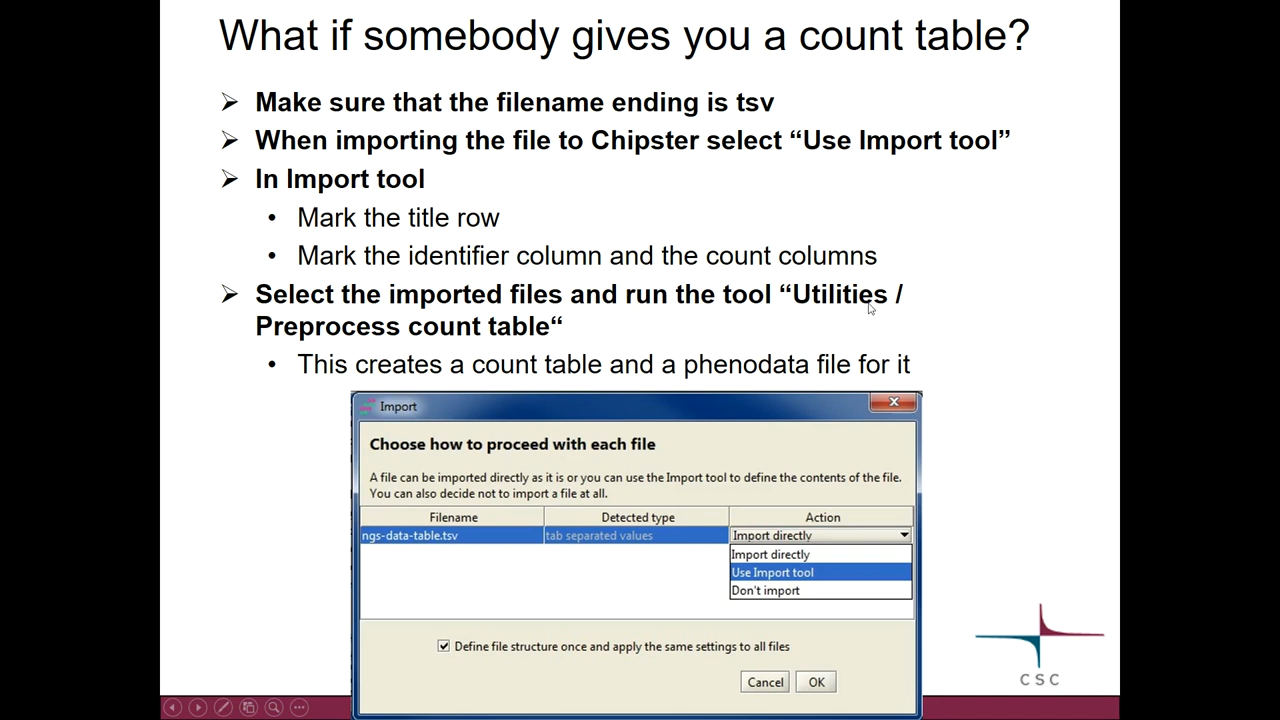 What if somebody gives you a count table?
➢ Make sure that the filename ending is tsv
➢ When importing the file to Chipster select “Use Import tool”
➢ In Import tool
• Mark the title row
• Mark the identifier column and the count columns
➢ Select the imported files and run the tool “Utilities /
Preprocess count table“
• This creates a count table and a phenodata file for it
Import
Choose how to proceed with each file
A file can be imported directly as it is or you can use the Import tool to define the contents of the file.
You can also decide not to import a file at all.
Filename Detected type Action
ngs-data-table.tsv tab separated values Import directly
Import directly
Use Import tool
Don't import
Define file structure once and apply the same settings to all files
Cancel OK
CSC